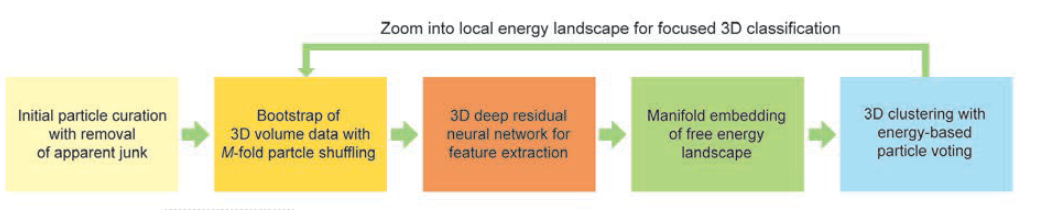 Zoom into local energy landscape for focused 3D classification
Initial particle curation
with removal
of apparent junk
Bootstrap of
3D volume data with
M-fold partcle shuffling
3D deep residual
neural network for
feature extraction
Manifold embedding
of free energy
landscape
3D clustering with
energy-based
particle voting